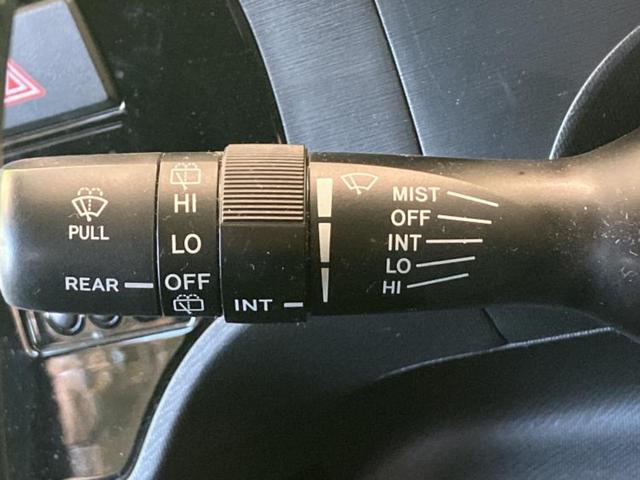 PULL
REAR
HI
LO
OFF
INT
MIST
OFF
INT
LO
HI